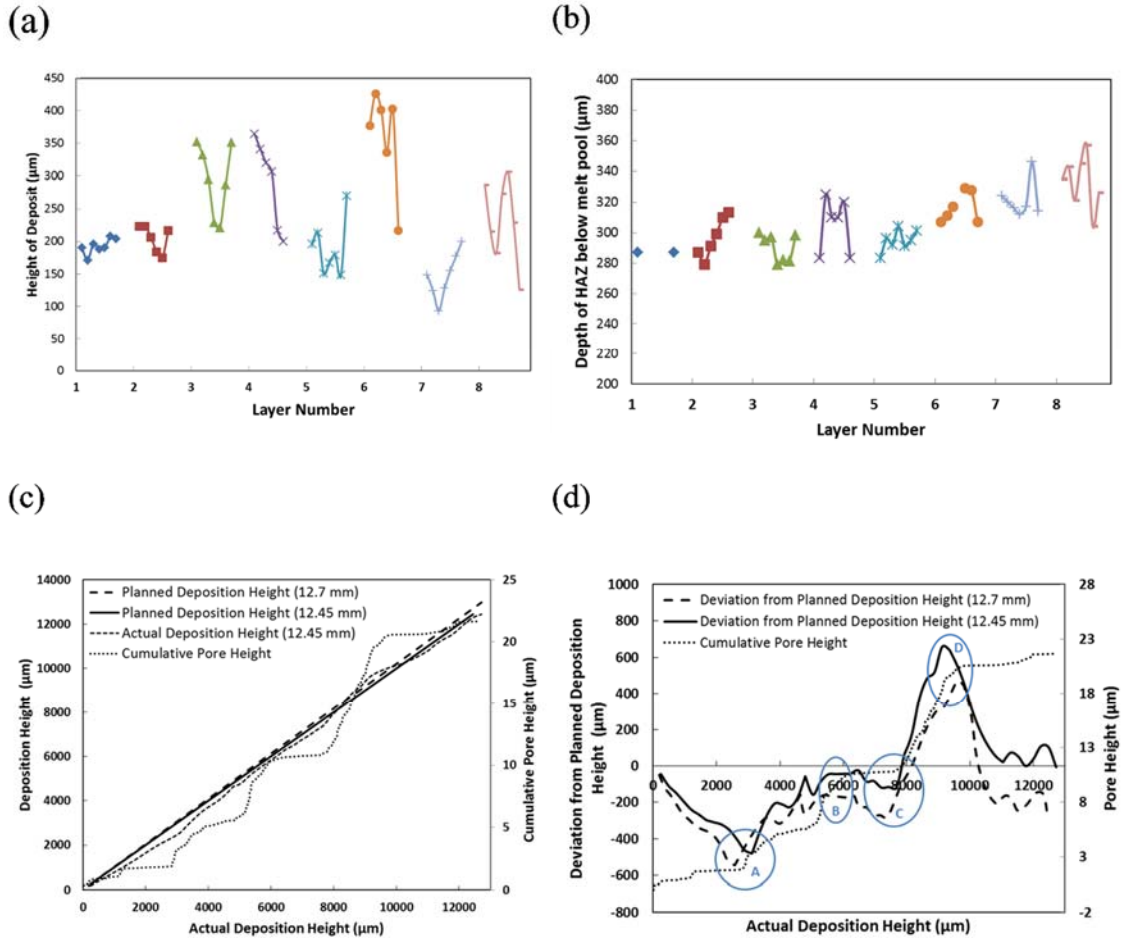 (a)
(b)
450
400
350
300
250
200
150
100
50
0
Height of Deposit (µm)
1 2 3 4 5 6 7 8
Layer Number
400
380
360
340
320
300
280
260
240
220
200
Depth of HAZ below melt pool (µm)
1 2 3 4 5 6 7 8
Layer Number
(c)
(d)
14000
12000
10000
8000
6000
4000
2000
0
Deposition Height (µm)
Planned Deposition Height (12.7 mm)
Planned Deposition Height (12.45 mm)
Actual Deposition Height (12.45 mm)
Cumulative Pore Height
25
20
15
10
5
0
Cumulative Pore Height (µm)
0 2000 4000 6000 8000 10000 12000
Actual Deposition Height (µm)
1000
800
600
400
200
0
-200
-400
-600
-800
Deviation from Planned Deposition
Height (µm)
Deviation from Planned Deposition Height (12.7 mm)
Deviation from Planned Deposition Height (12.45 mm)
Cumulative Pore Height
D
B
C
A
0 2000 4000 6000 8000 10000
28
23
18
13
8
3
-2
Pore Height (µm)
Actual Deposition Height (µm)